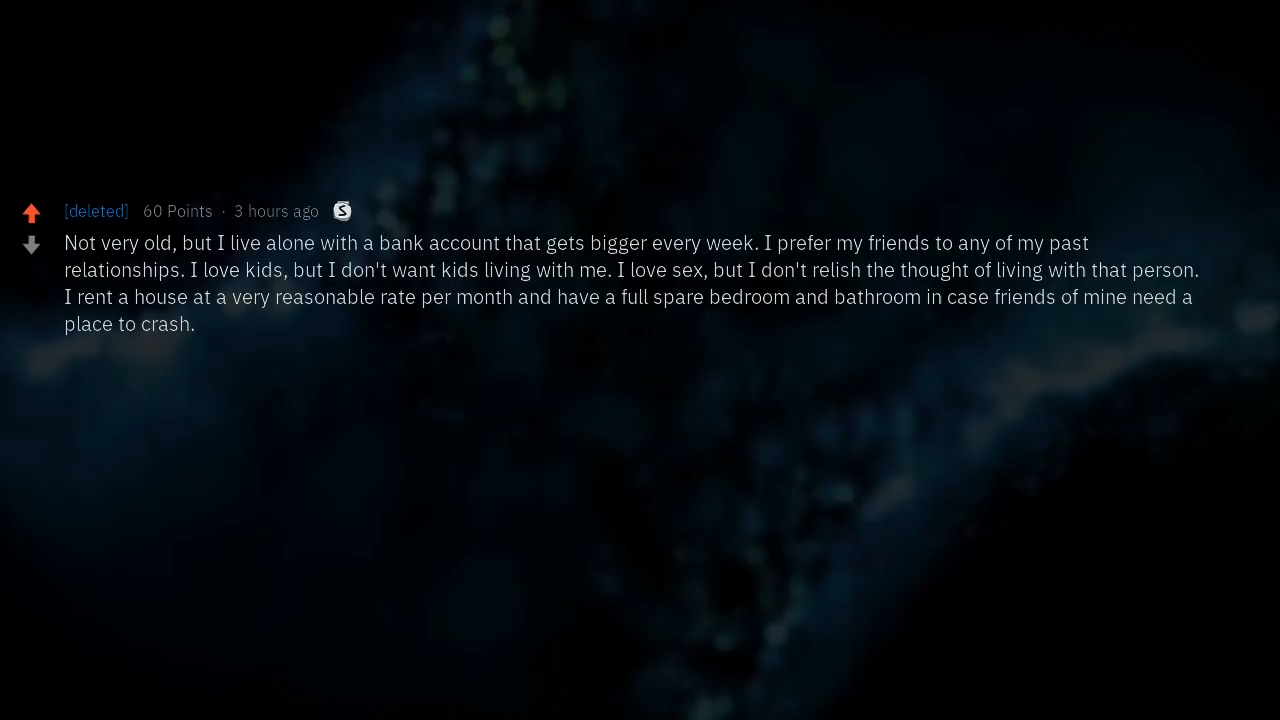 [deleted] 60 Points · 3 hours ago S
Not very old, but I live alone with a bank account that gets bigger every week. I prefer my friends to any of my past
relationships. I love kids, but I don't want kids living with me. I love sex, but I don't relish the thought of living with that person.
I rent a house at a very reasonable rate per month and have a full spare bedroom and bathroom in case friends of mine need a
place to crash.